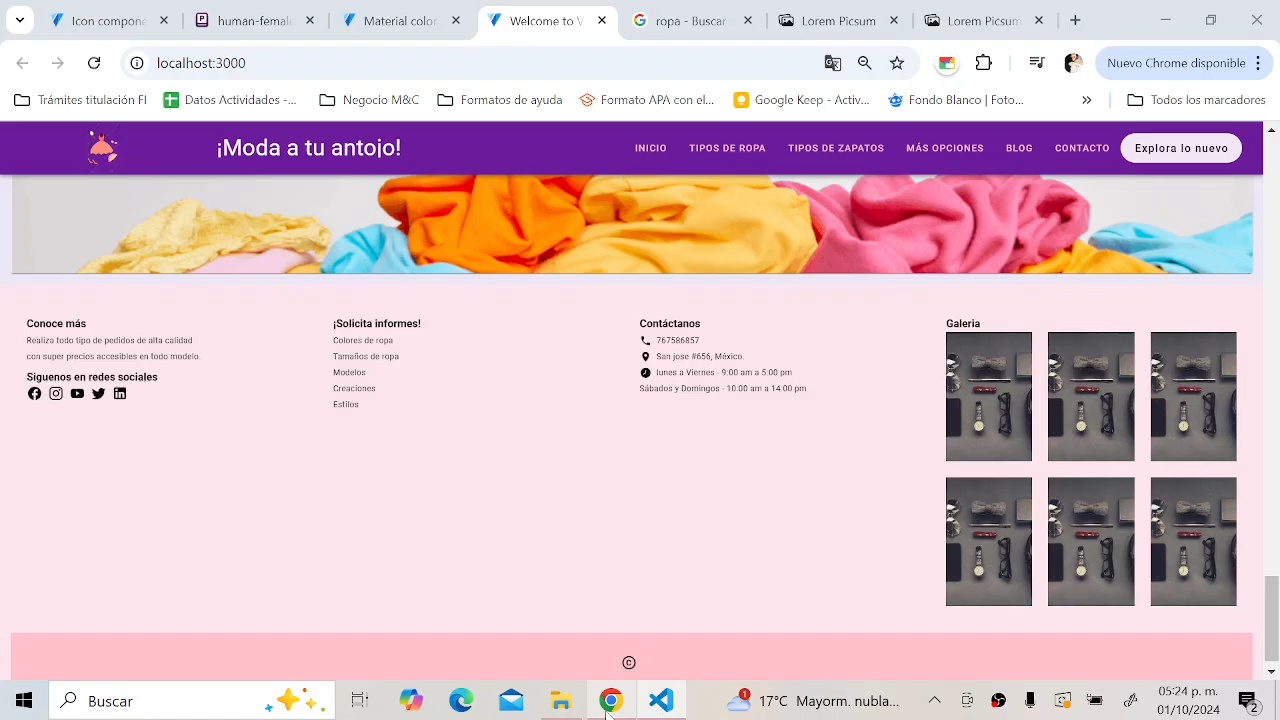 Icon compone
human-female
Material color
Welcome to V
ropa - Buscar
Lorem Picsum
Lorem Picsum
localhost:3000
Nuevo Chrome disponible
Trámites titulación FI
Datos Actividades -...
Negocio M&C
Formatos de ayuda
Formato APA con el...
Google Keep - Activ...
Fondo Blanco | Foto...
Todos los marcadores
¡Moda a tu antojo!
INICIO
TIPOS DE ROPA
TIPOS DE ZAPATOS
MÁS OPCIONES
BLOG
CONTACTO
Explora lo nuevo
Conoce más
Realiza todo tipo de pedidos de alta calidad
con super precios accesibles en todo modelo.
Siguenos en redes sociales
¡Solicita informes!
Colores de ropa
Tamaños de ropa
Modelos
Creaciones
Estilos
Contáctanos
767586857
San jose #656, México.
lunes a Viernes - 9:00 am a 5:00 pm
Sábados y Domingos - 10:00 am a 14:00 pm
Galeria
©
Buscar
1
17°C Mayorm. nubla...
05:24 p. m.
01/10/2024
2